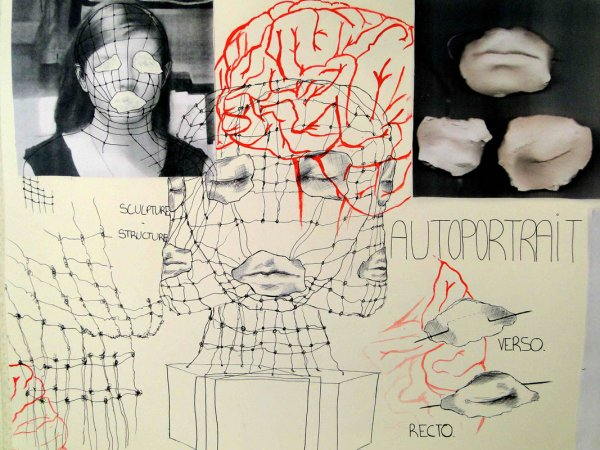 SCULPTURE
STRUCTURE
AUTOPORTRAIT
VERSO.
RECTO.